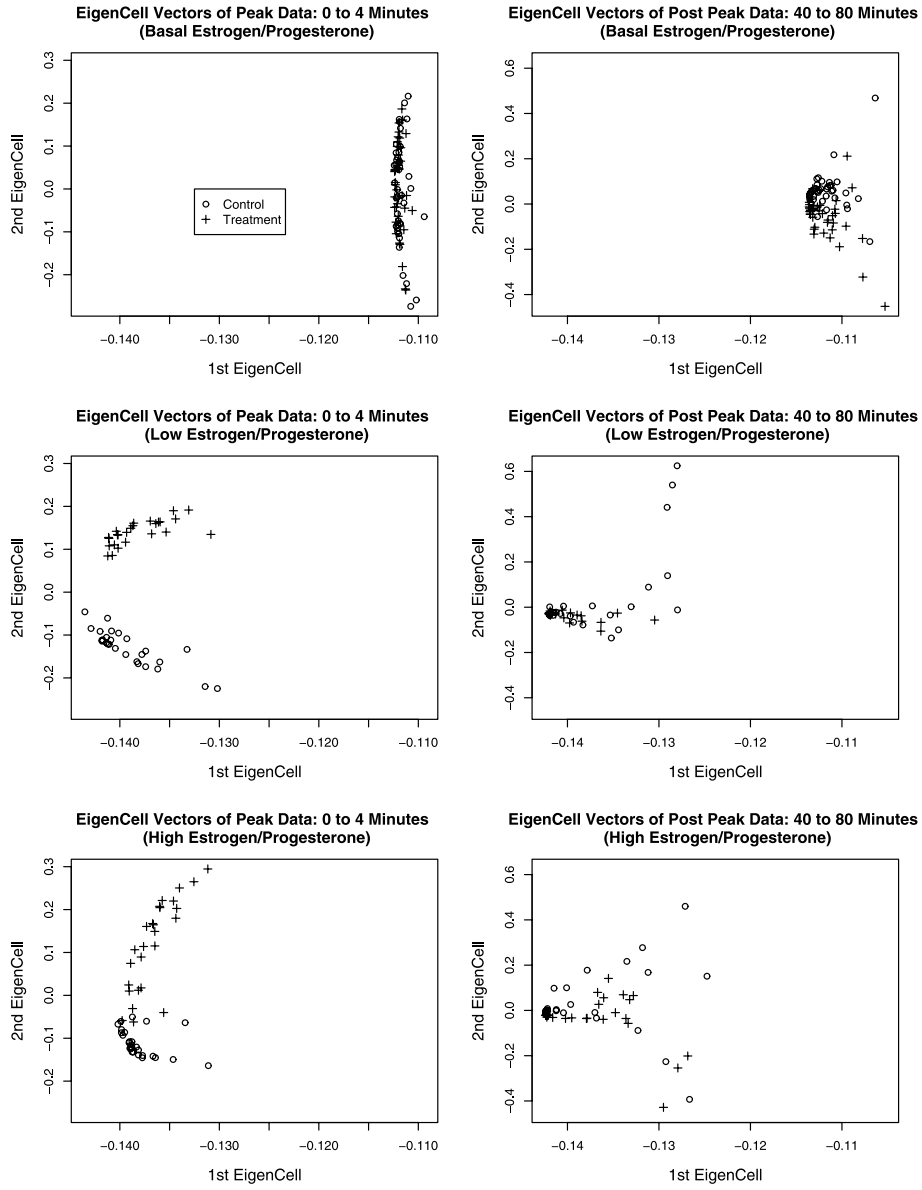 EigenCell Vectors of Peak Data: 0 to 4 Minutes
(Basal Estrogen/Progesterone)
2nd EigenCell
0.3
0.2
0.1
0.0
−0.1
−0.2
Control
Treatment
−0.140 −0.130 −0.120 −0.110
1st EigenCell
EigenCell Vectors of Post Peak Data: 40 to 80 Minutes
(Basal Estrogen/Progesterone)
2nd EigenCell
0.6
0.4
0.2
0.0
−0.2
−0.4
−0.14 −0.13 −0.12 −0.11
1st EigenCell
EigenCell Vectors of Peak Data: 0 to 4 Minutes
(Low Estrogen/Progesterone)
2nd EigenCell
0.3
0.2
0.1
0.0
−0.1
−0.2
−0.140 −0.130 −0.120 −0.110
1st EigenCell
EigenCell Vectors of Post Peak Data: 40 to 80 Minutes
(Low Estrogen/Progesterone)
2nd EigenCell
0.6
0.4
0.2
0.0
−0.2
−0.4
−0.14 −0.13 −0.12 −0.11
1st EigenCell
EigenCell Vectors of Peak Data: 0 to 4 Minutes
(High Estrogen/Progesterone)
2nd EigenCell
0.3
0.2
0.1
0.0
−0.1
−0.2
−0.140 −0.130 −0.120 −0.110
1st EigenCell
EigenCell Vectors of Post Peak Data: 40 to 80 Minutes
(High Estrogen/Progesterone)
2nd EigenCell
0.6
0.4
0.2
0.0
−0.2
−0.4
−0.14 −0.13 −0.12 −0.11
1st EigenCell